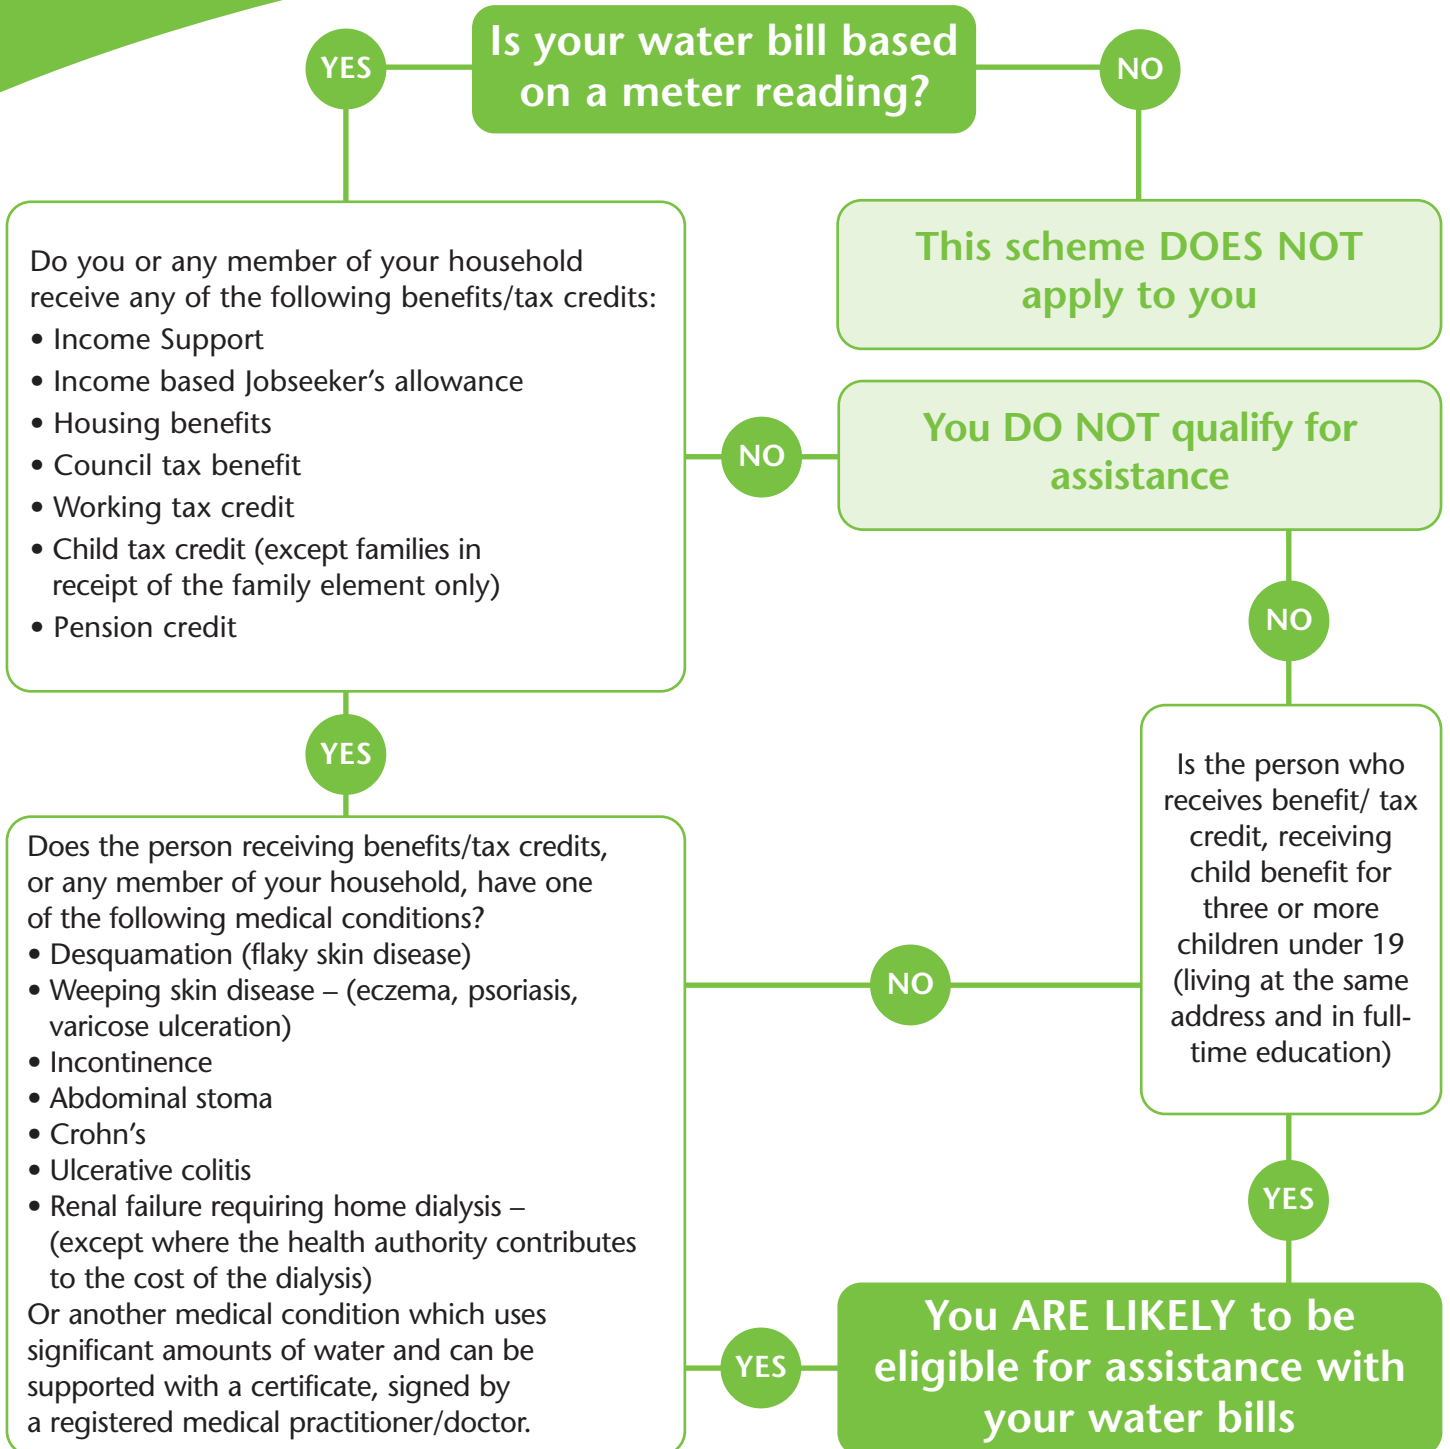 Is your water bill based
on a meter reading?
YES
NO
Do you or any member of your household
receive any of the following benefits/tax credits:
• Income Support
• Income based Jobseeker’s allowance
• Housing benefits
• Council tax benefit
• Working tax credit
• Child tax credit (except families in
receipt of the family element only)
• Pension credit
This scheme DOES NOT
apply to you
NO
You DO NOT qualify for
assistance
NO
YES
Does the person receiving benefits/tax credits,
or any member of your household, have one
of the following medical conditions?
• Desquamation (flaky skin disease)
• Weeping skin disease – (eczema, psoriasis,
varicose ulceration)
• Incontinence
• Abdominal stoma
• Crohn’s
• Ulcerative colitis
• Renal failure requiring home dialysis –
(except where the health authority contributes
to the cost of the dialysis)
Or another medical condition which uses
significant amounts of water and can be
supported with a certificate, signed by
a registered medical practitioner/doctor.
NO
Is the person who
receives benefit/ tax
credit, receiving
child benefit for
three or more
children under 19
(living at the same
address and in full-
time education)
YES
YES
You ARE LIKELY to be
eligible for assistance with
your water bills